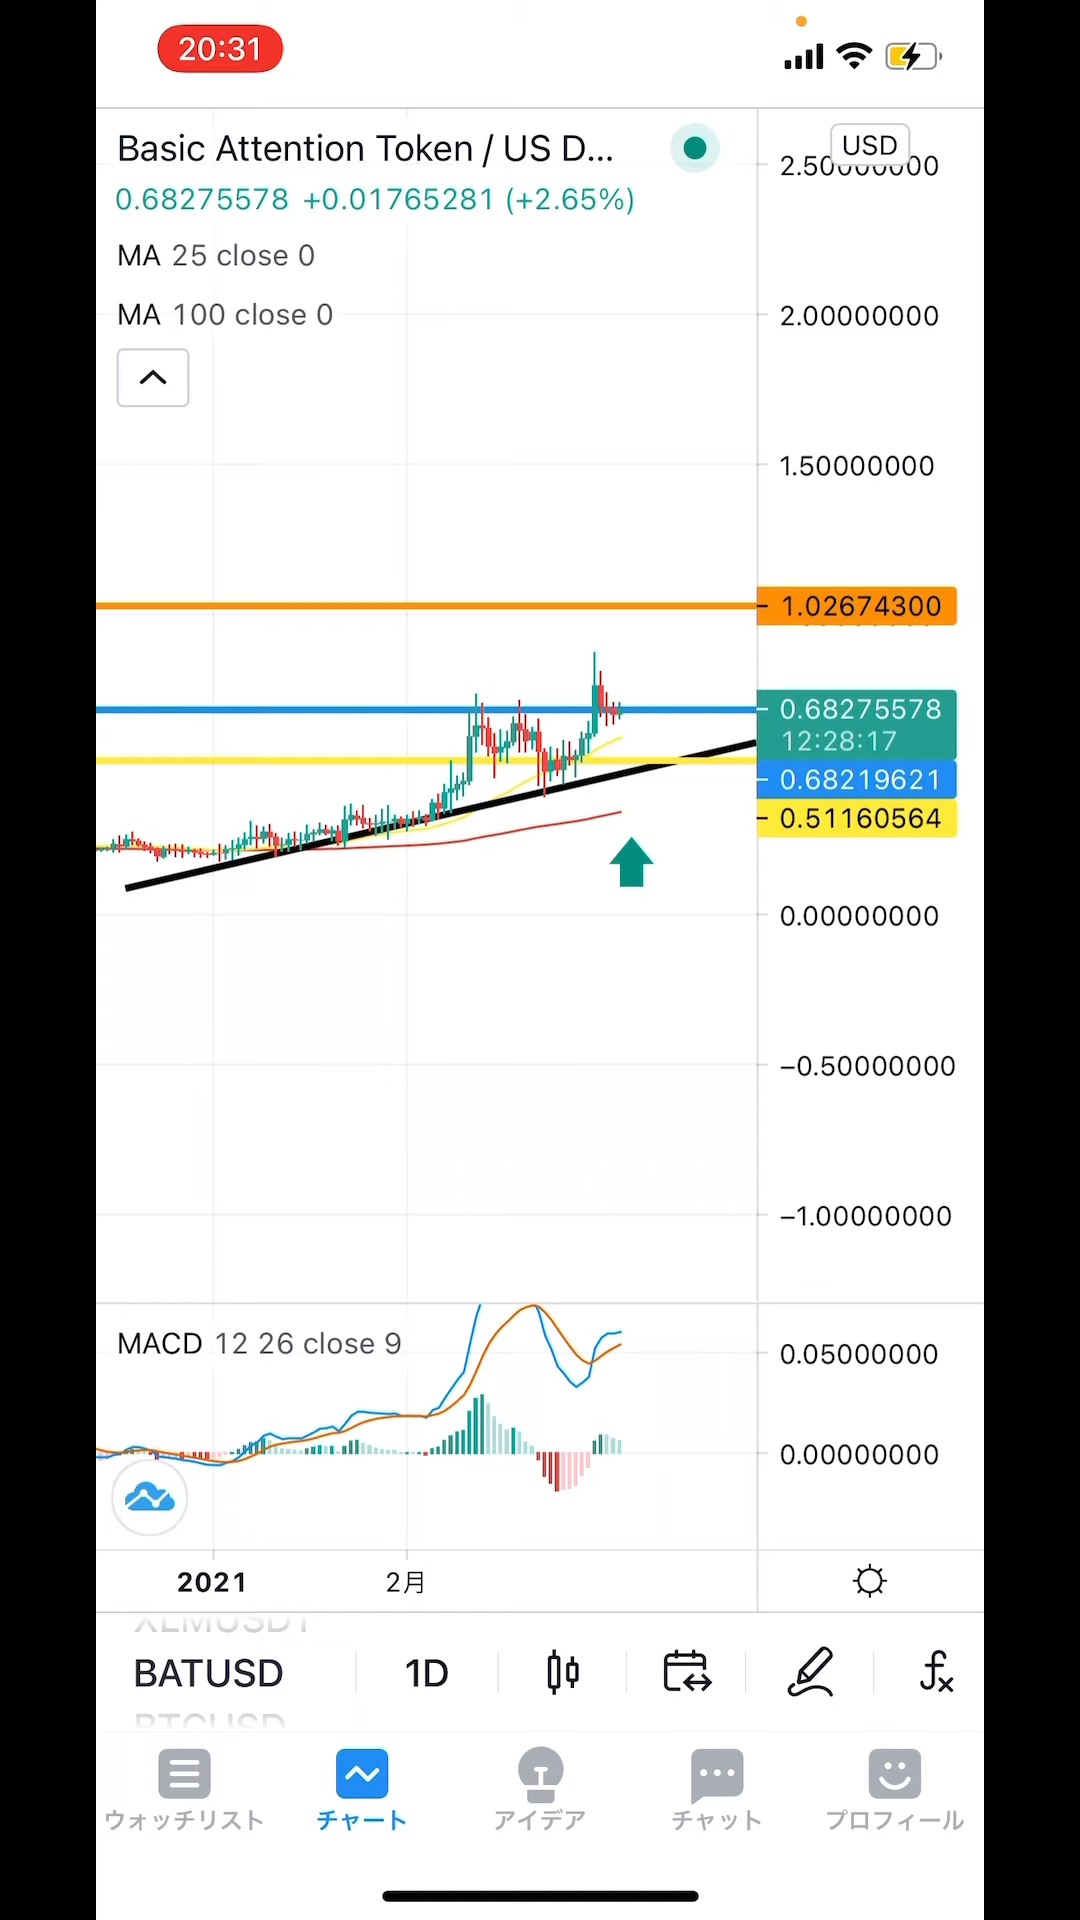 20:31
Basic Attention Token / US D...
USD
0.68275578 +0.01765281 (+2.65%)
MA 25 close 0
MA 100 close 0
2.00000000
1.50000000
1.02674300
0.68275578
12:28:17
0.68219621
0.51160564
0.00000000
−0.50000000
−1.00000000
MACD 12 26 close 9
0.05000000
0.00000000
2021
2月
BATUSD
1D
BTCUSD
ウォッチリスト
チャート
アイデア
チャット
プロフィール